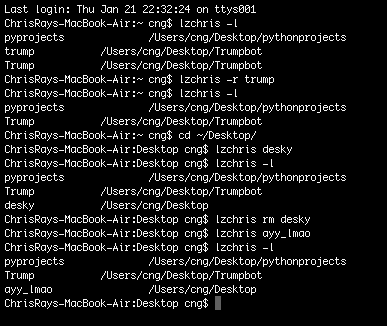 Last login: Thu Jan 21 22:32:24 on ttys001
ChrisRays-MacBook-Air:~ cng$ lzchris -l
pyprojects /Users/cng/Desktop/pythonprojects
trump /Users/cng/Desktop/Trumpbot
Trump /Users/cng/Desktop/Trumpbot
ChrisRays-MacBook-Air:~ cng$ lzchris -r trump
ChrisRays-MacBook-Air:~ cng$ lzchris -l
pyprojects /Users/cng/Desktop/pythonprojects
Trump /Users/cng/Desktop/Trumpbot
ChrisRays-MacBook-Air:~ cng$ cd ~/Desktop/
ChrisRays-MacBook-Air:Desktop cng$ lzchris desky
ChrisRays-MacBook-Air:Desktop cng$ lzchris -l
pyprojects /Users/cng/Desktop/pythonprojects
Trump /Users/cng/Desktop/Trumpbot
desky /Users/cng/Desktop
ChrisRays-MacBook-Air:Desktop cng$ lzchris rm desky
ChrisRays-MacBook-Air:Desktop cng$ lzchris ayy_lmao
ChrisRays-MacBook-Air:Desktop cng$ lzchris -l
pyprojects /Users/cng/Desktop/pythonprojects
Trump /Users/cng/Desktop/Trumpbot
ayy_lmao /Users/cng/Desktop
ChrisRays-MacBook-Air:Desktop cng$